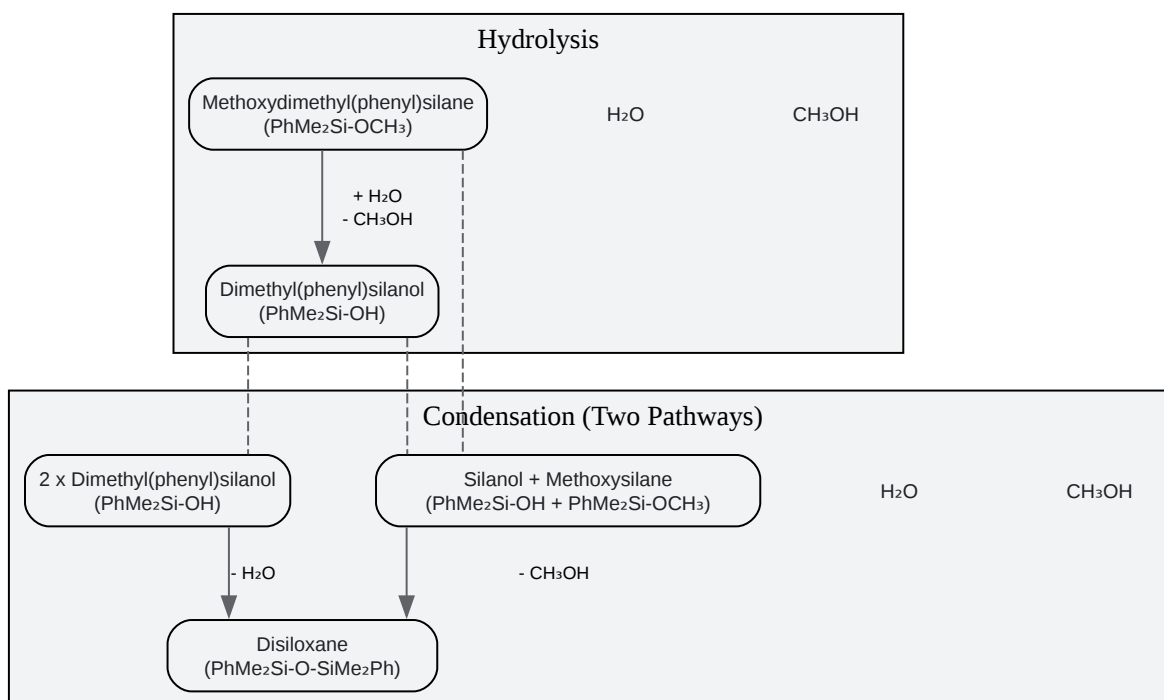 Hydrolysis
Methoxydimethyl(phenyl)silane
(PhMe₂Si-OCH₃)
H₂O
CH₃OH
+ H₂O
- CH₃OH
Dimethyl(phenyl)silanol
(PhMe₂Si-OH)
Condensation (Two Pathways)
2 x Dimethyl(phenyl)silanol
(PhMe₂Si-OH)
Silanol + Methoxysilane
(PhMe₂Si-OH + PhMe₂Si-OCH₃)
H₂O
CH₃OH
- H₂O
- CH₃OH
Disiloxane
(PhMe₂Si-O-SiMe₂Ph)